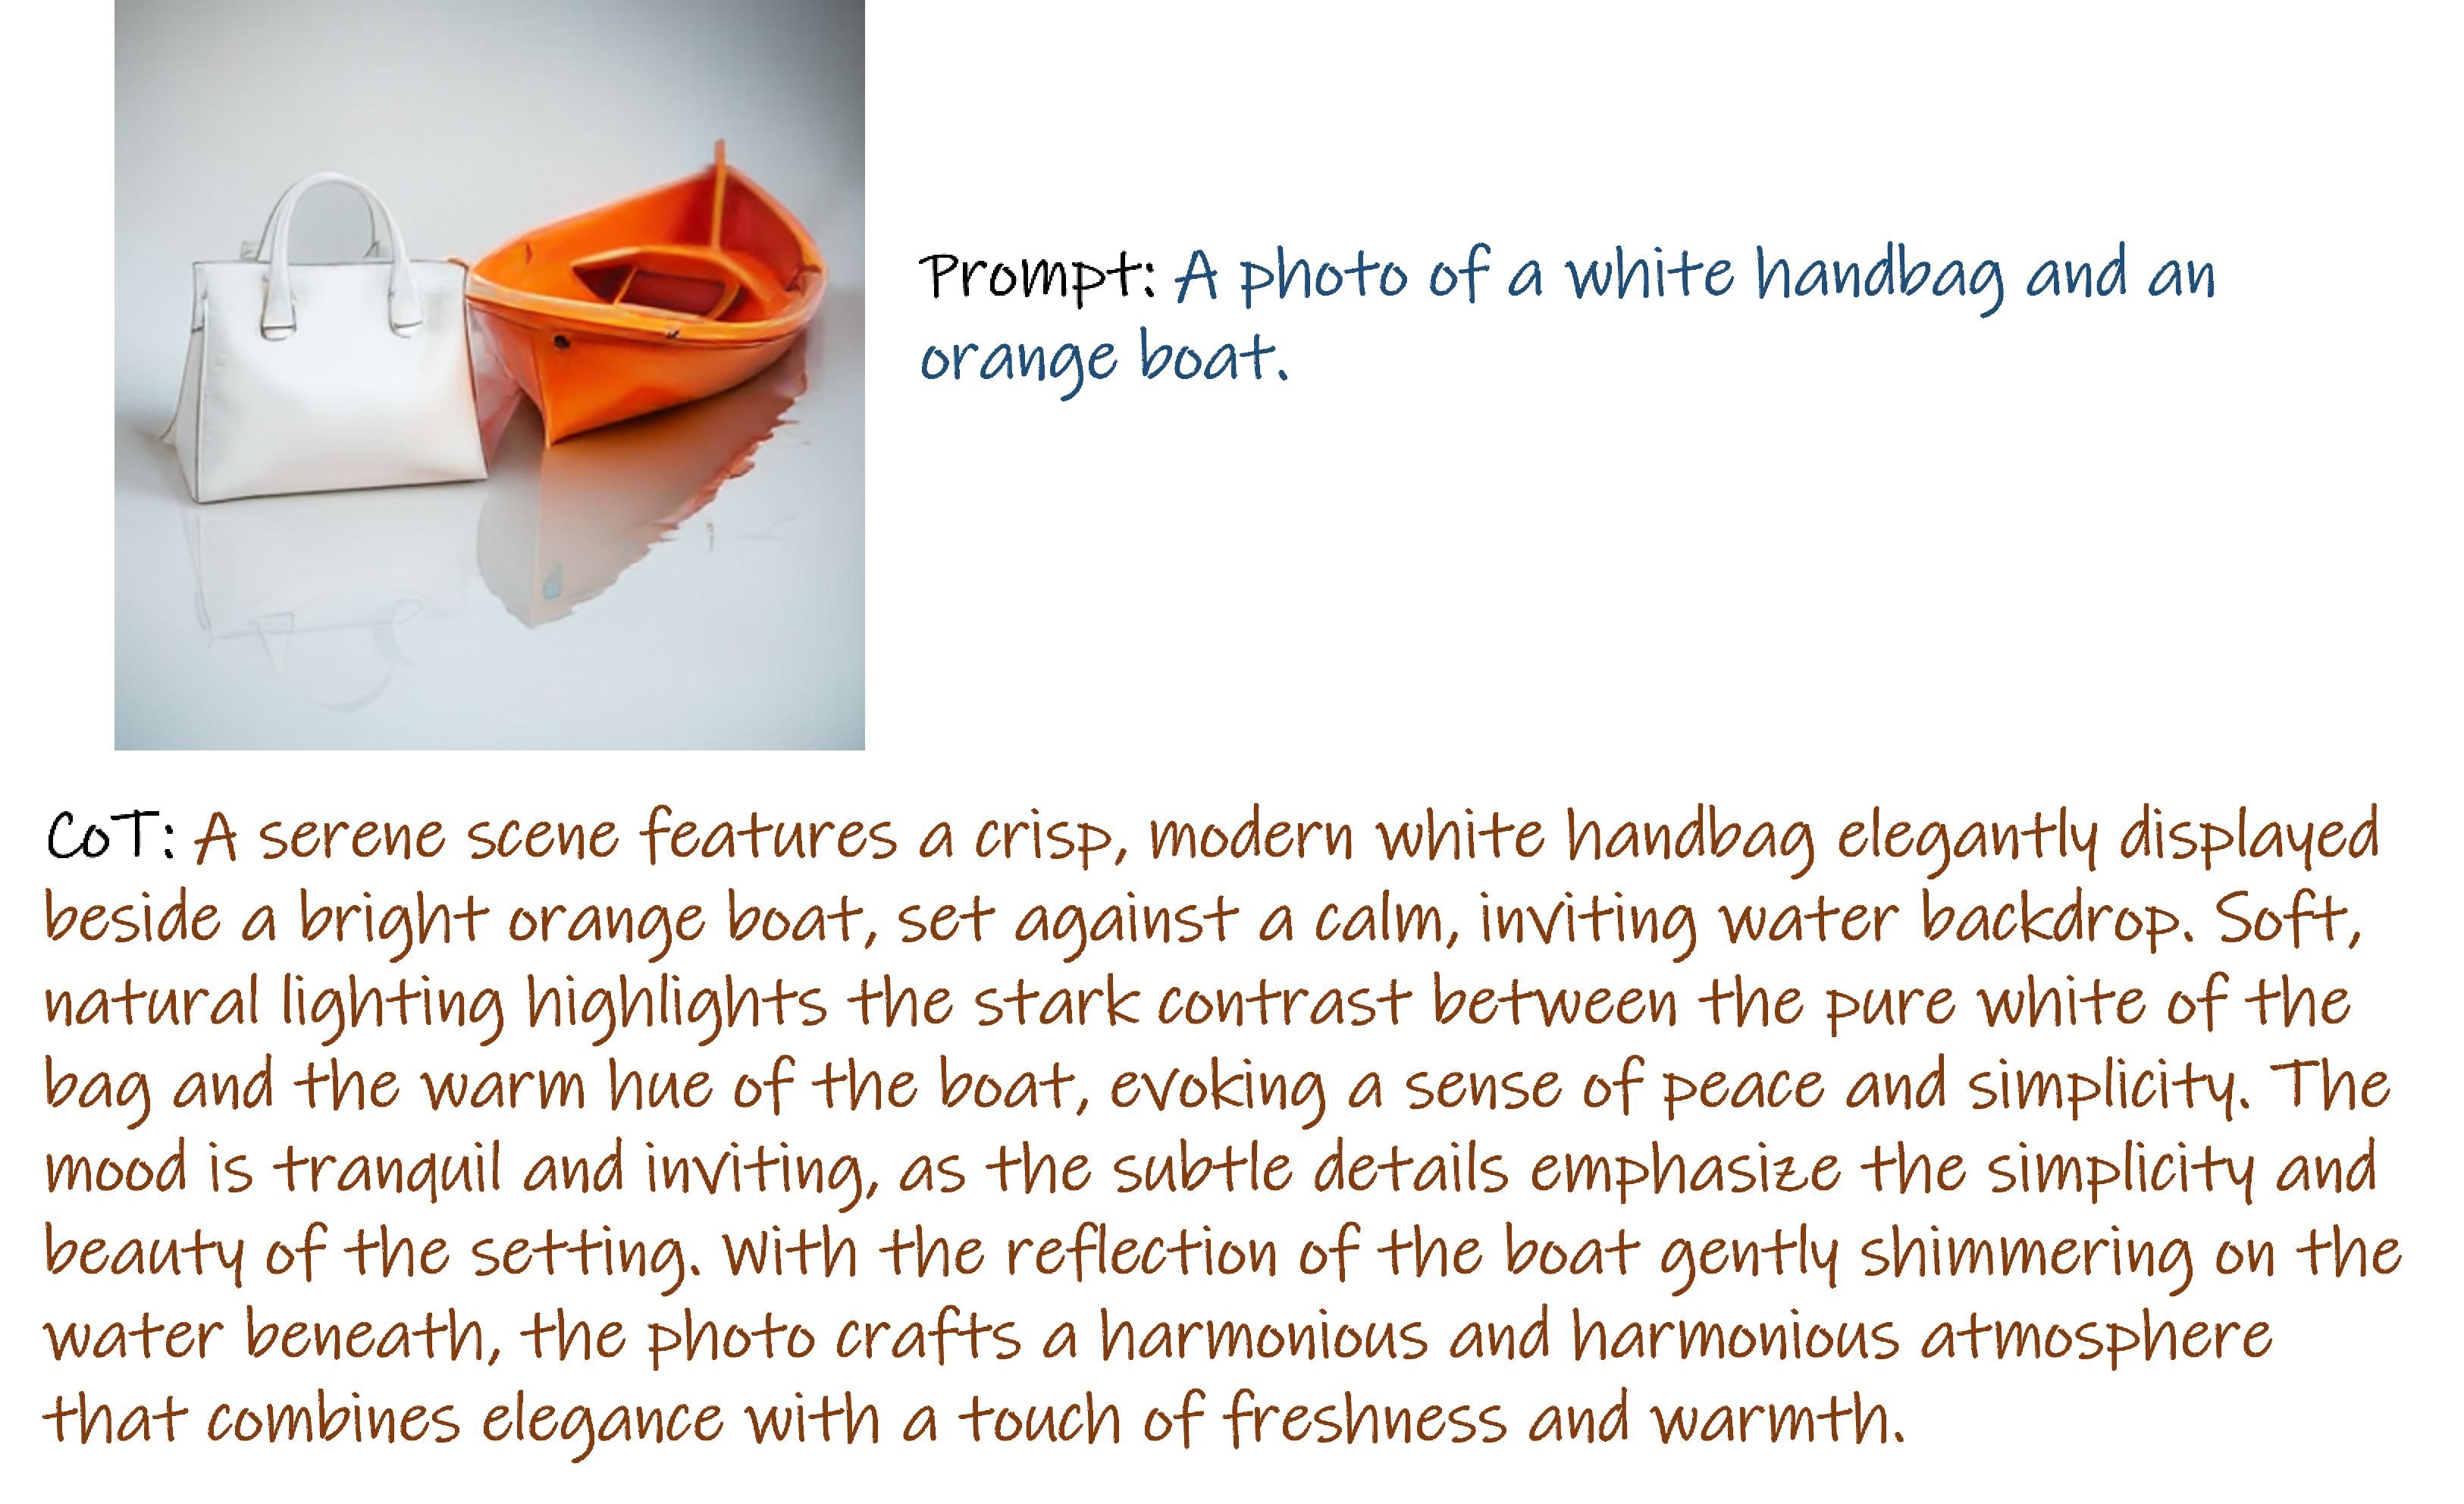 Prompt: A photo of a white handbag and an
orange boat.
CoT: A serene scene features a crisp, modern white handbag elegantly displayed
beside a bright orange boat, set against a calm, inviting water backdrop. Soft,
natural lighting highlights the stark contrast between the pure white of the
bag and the warm hue of the boat, evoking a sense of peace and simplicity. The
mood is tranquil and inviting, as the subtle details emphasize the simplicity and
beauty of the setting. With the reflection of the boat gently shimmering on the
water beneath, the photo crafts a harmonious and harmonious atmosphere
that combines elegance with a touch of freshness and warmth.